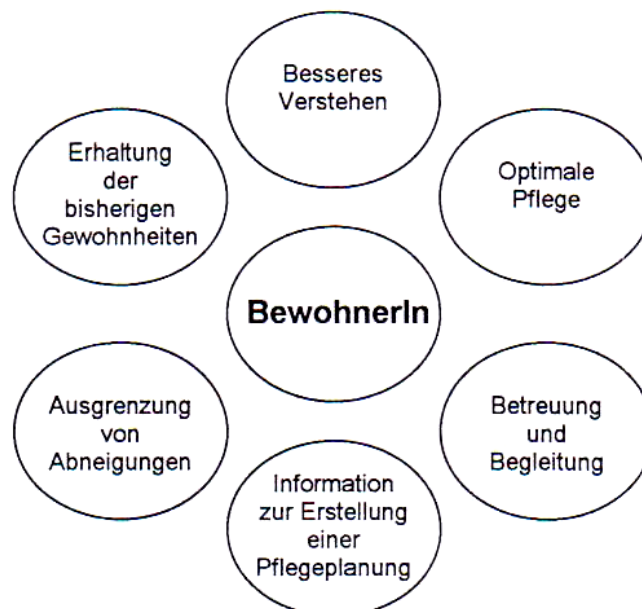 Besseres
Verstehen
Erhaltung
der
bisherigen
Gewohnheiten
Optimale
Pflege
BewohnerIn
Ausgrenzung
von
Abneigungen
Betreuung
und
Begleitung
Information
zur Erstellung
einer
Pflegeplanung